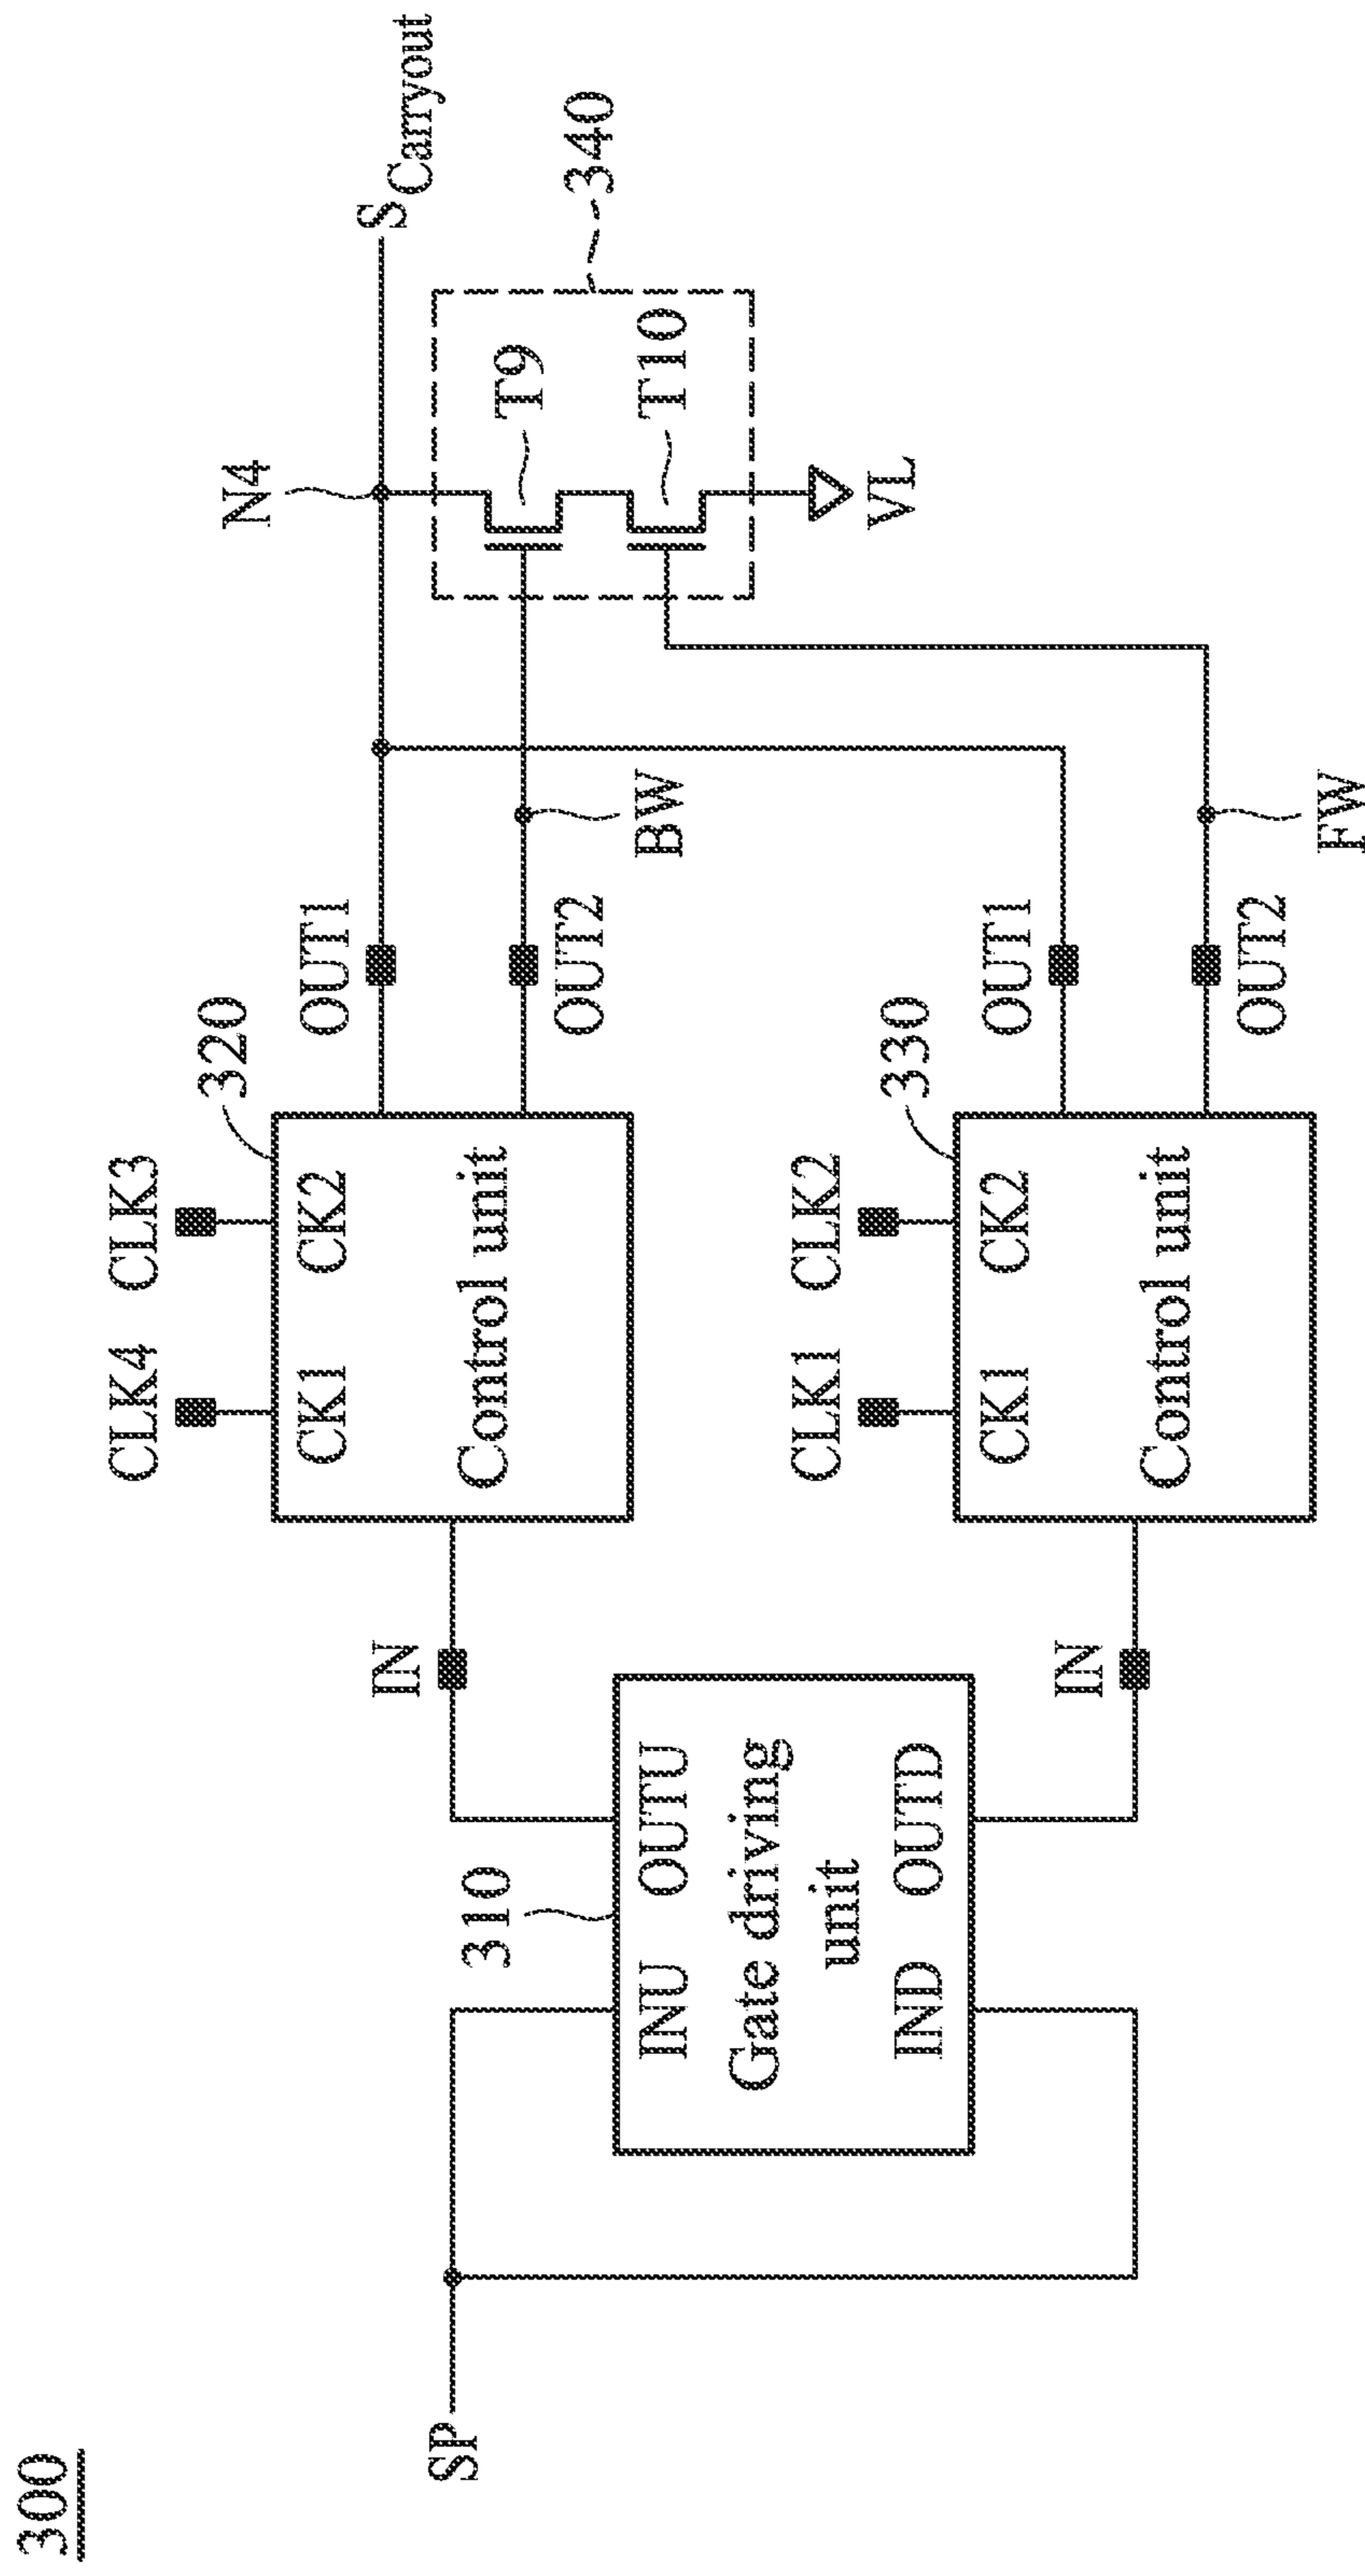 300
SP
310
INU OUTU
Gate driving
unit
IND OUTD
IN
IN
CLK4 CLK3
320
CK1 CK2
Control unit
OUT1
OUT2
BW
CLK1 CLK2
330
CK1 CK2
Control unit
OUT1
OUT2
FW
N4
SCarryout
340
T9
T10
VL